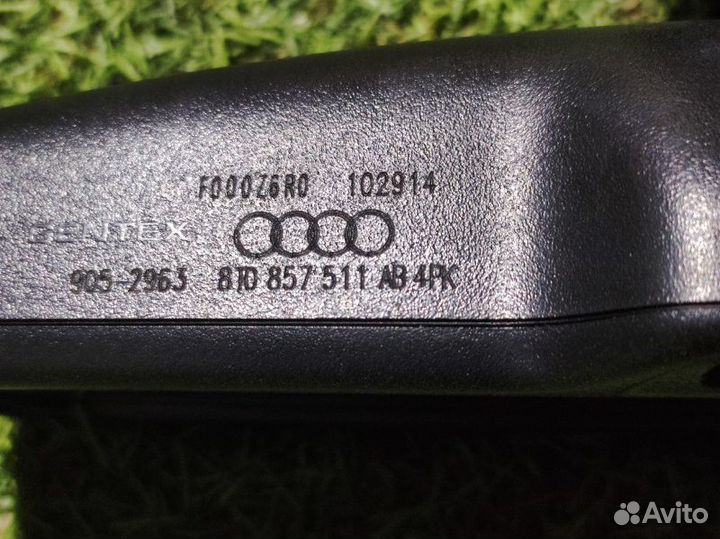 F000Z6R0 102914
GENTEX
905-2963 8T0 857 511 AB 4PK
Avito